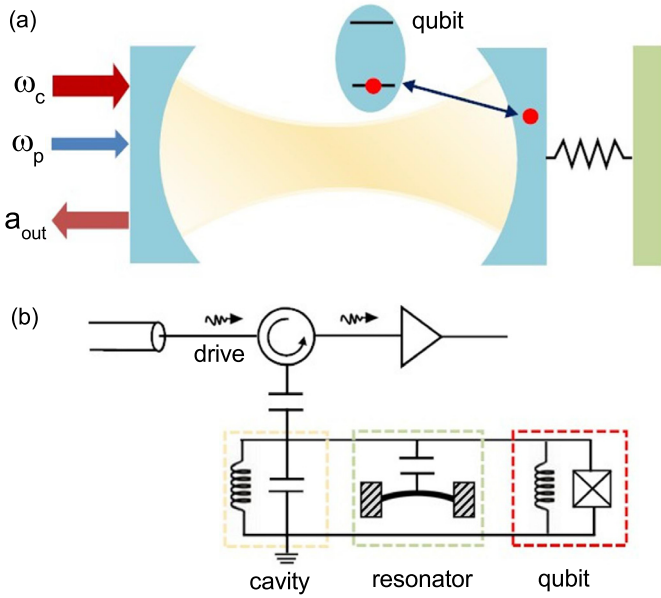 (a)
qubit
ω_c
ω_p
a_out
(b)
drive
cavity
resonator
qubit